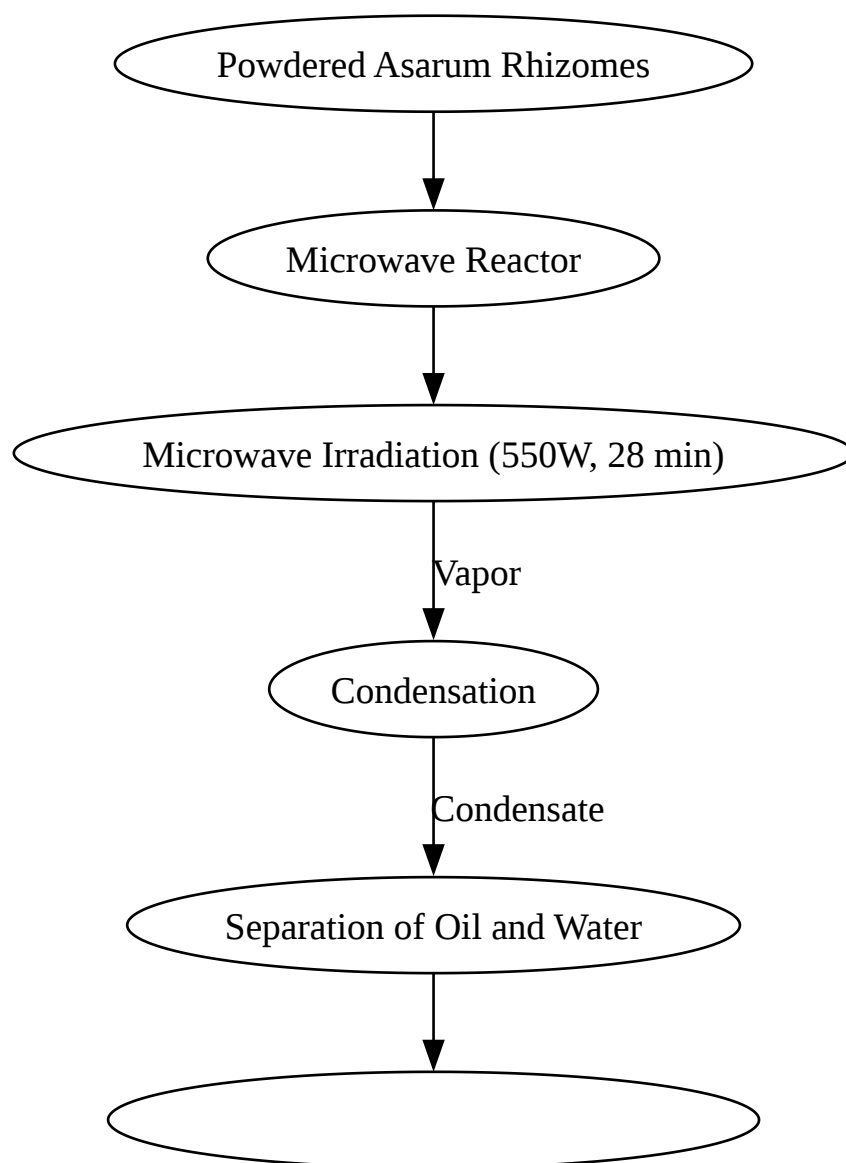 Powdered Asarum Rhizomes
Microwave Reactor
Microwave Irradiation (550W, 28 min)
Vapor
Condensation
Condensate
Separation of Oil and Water